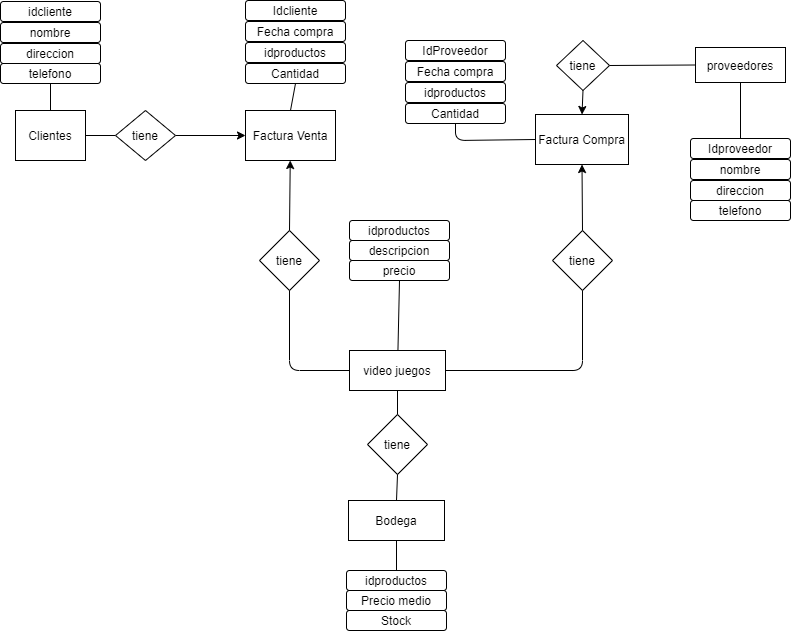 idcliente
nombre
direccion
telefono
Idcliente
Fecha compra
idproductos
Cantidad
IdProveedor
Fecha compra
idproductos
Cantidad
tiene
proveedores
Clientes
tiene
Factura Venta
Factura Compra
Idproveedor
nombre
direccion
telefono
idproductos
descripcion
precio
tiene
tiene
video juegos
tiene
Bodega
idproductos
Precio medio
Stock